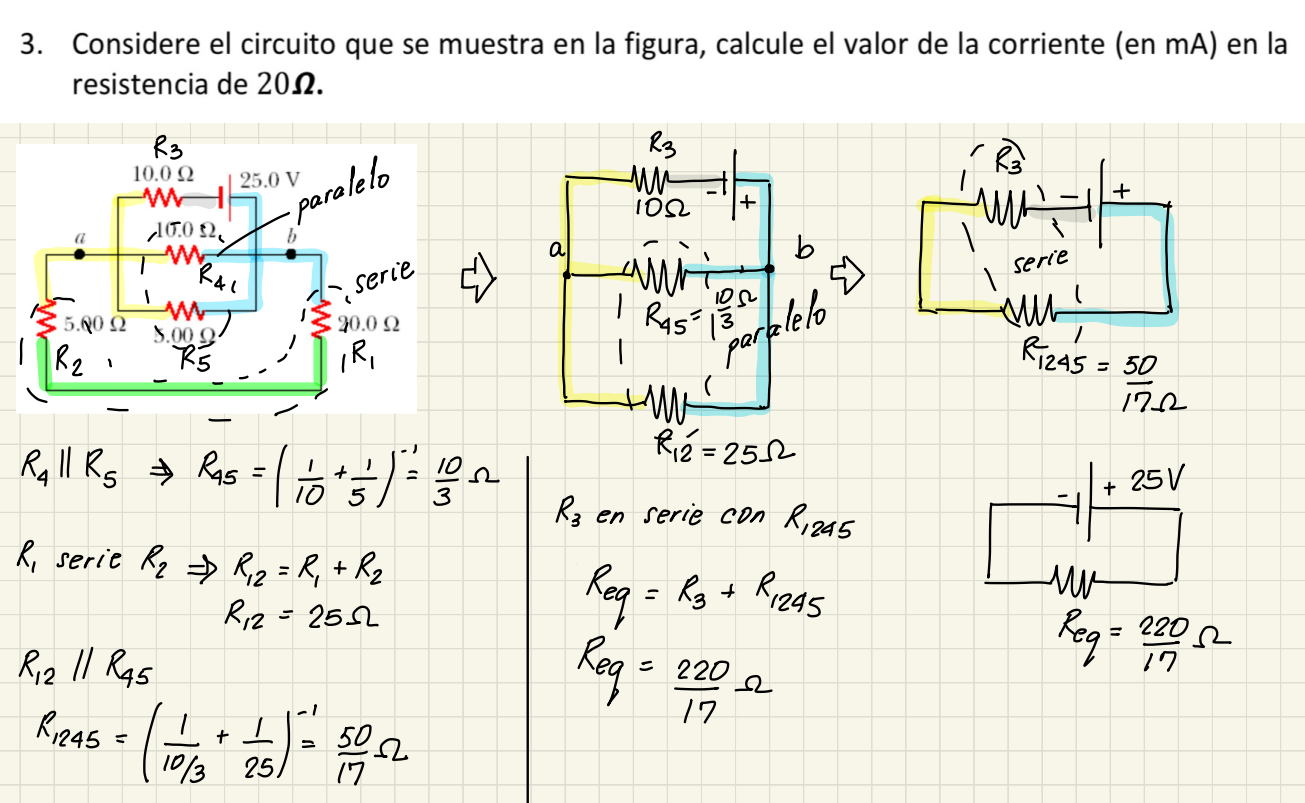 3. Considere el circuito que se muestra en la figura, calcule el valor de la corriente (en mA) en la
resistencia de 20Ω.
R3
10.0 Ω
25.0 V
paralelo
10.0 Ω
a
b
R4
serie
5.00 Ω
5.00 Ω
20.0 Ω
R2
R5
R1
⇨
R3
10Ω
- +
a
b
R45 = 10/3 Ω
paralelo
R12 = 25Ω
⇨
R3
- +
serie
R1245 = 50/17 Ω
R4 || R5 ⇒ R45 = (1/10 + 1/5)^-1 = 10/3 Ω
R1 serie R2 ⇒ R12 = R1 + R2
R12 = 25Ω
R12 // R45
R1245 = (1/(10/3) + 1/25)^-1 = 50/17 Ω
R3 en serie con R1245
Req = R3 + R1245
Req = 220/17 Ω
- + 25V
Req = 220/17 Ω